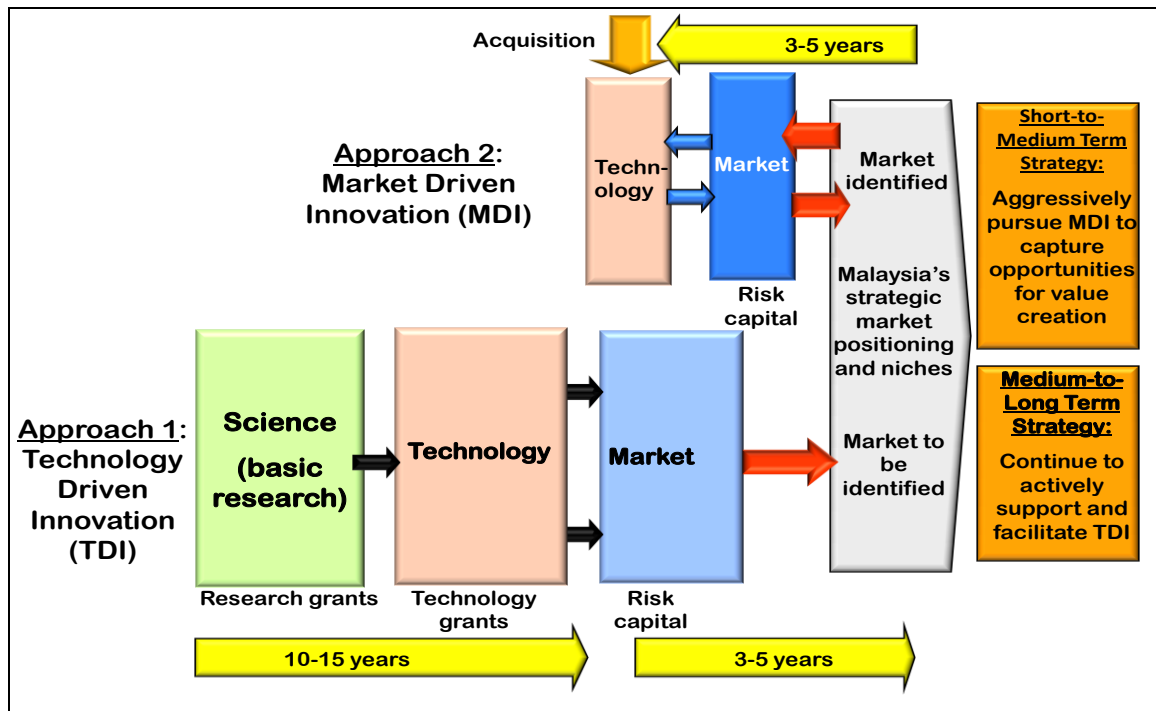 Acquisition
3-5 years
Approach 2:
Market Driven
Innovation (MDI)
Techn-
ology
Market
Risk
capital
Market
identified
Malaysia's
strategic
market
positioning
and niches
Market to
be
identified
Short-to-
Medium Term
Strategy:
Aggressively
pursue MDI to
capture
opportunities
for value
creation
Approach 1:
Technology
Driven
Innovation
(TDI)
Science
(basic
research)
Technology
Market
Research grants
Technology
grants
Risk
capital
Medium-to-
Long Term
Strategy:
Continue to
actively
support and
facilitate TDI
10-15 years
3-5 years